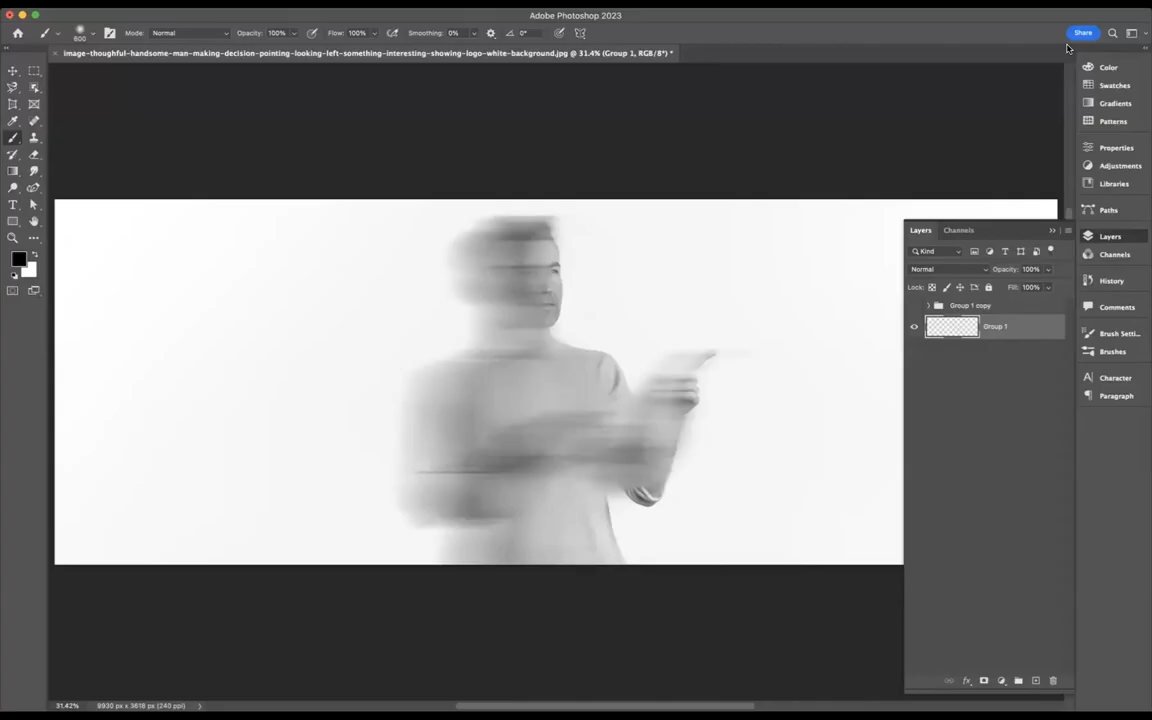 Adobe Photoshop 2023
600
Mode: Normal
Opacity: 100%
Flow: 100%
Smoothing: 0%
0°
Share
image-thoughful-handsome-man-making-decision-pointing-looking-left-something-interesting-showing-logo-white-background.jpg @ 31.4% (Group 1, RGB/8*) *
Color
Swatches
Gradients
Patterns
Properties
Adjustments
Libraries
Paths
Layers
Channels
History
Comments
Brush Setti...
Brushes
Character
Paragraph
Layers
Channels
Kind
Normal
Opacity: 100%
Lock:
Fill: 100%
Group 1 copy
Group 1
31.42%
9930 px x 3618 px (240 ppi)